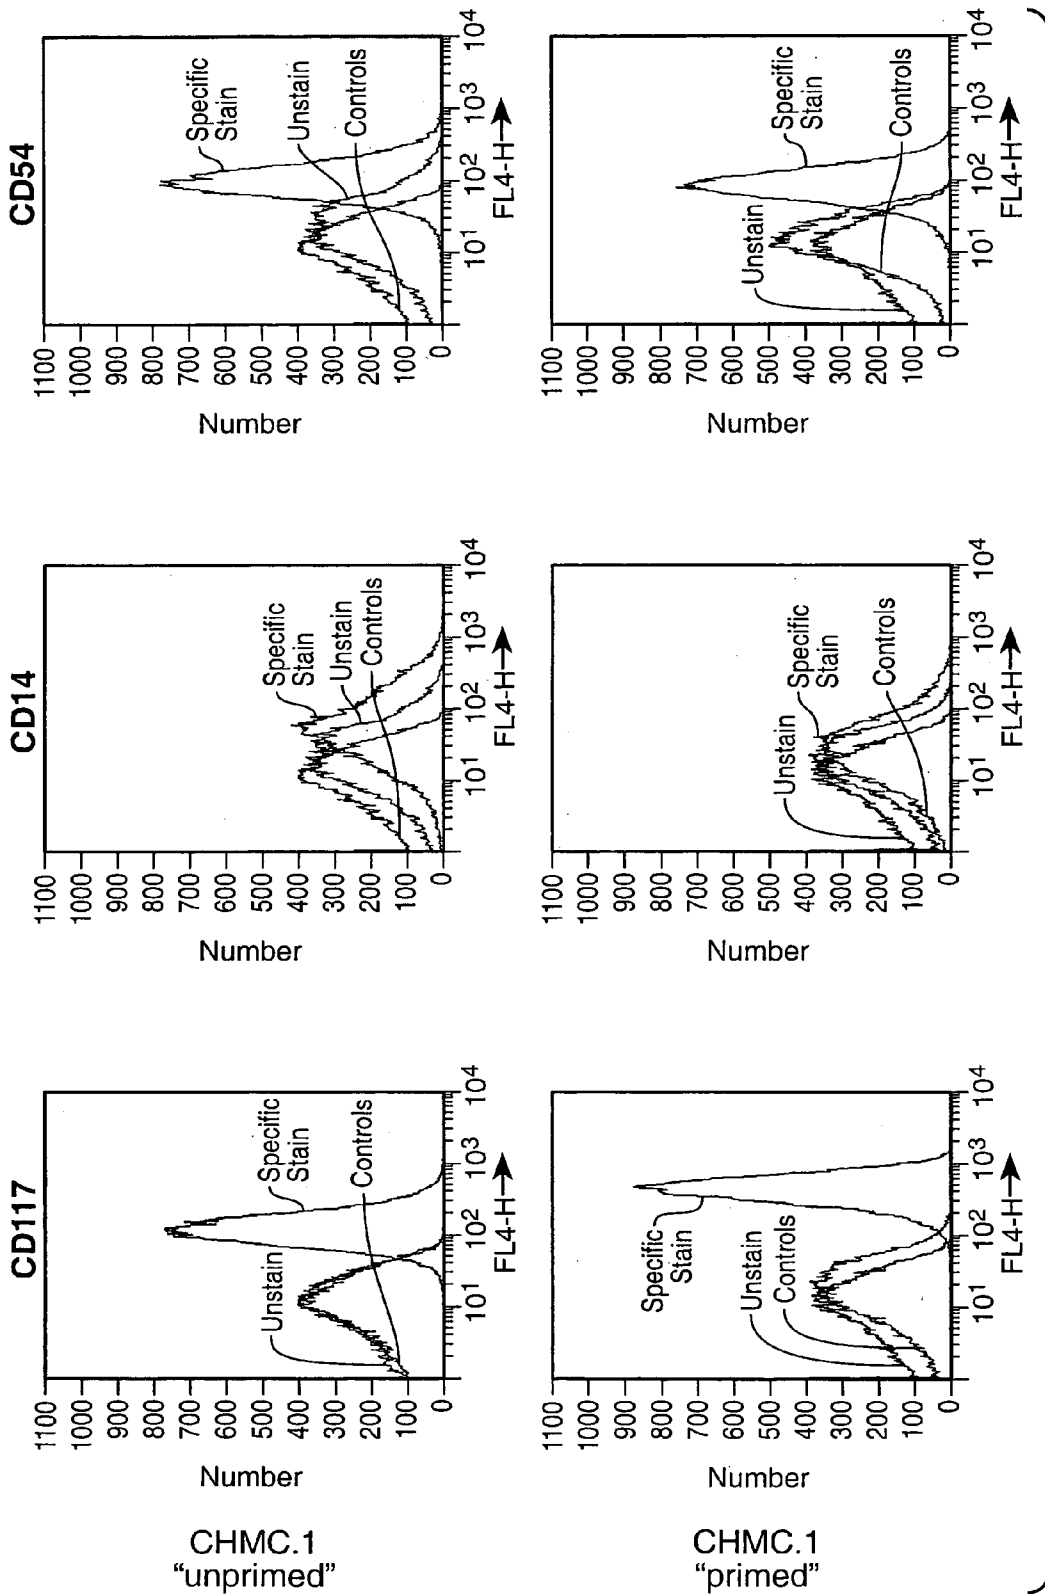 CD117
CD14
CD54
CHMC.1
"unprimed"
Number
1100
1000
900
800
700
600
500
400
300
200
100
0
Unstain
Specific
Stain
Controls
10¹
10²
10³
10⁴
FL4-H
Number
1100
1000
900
800
700
600
500
400
300
200
100
0
Specific
Stain
Unstain
Controls
10¹
10²
10³
10⁴
FL4-H
Number
1100
1000
900
800
700
600
500
400
300
200
100
0
Specific
Stain
Unstain
Controls
10¹
10²
10³
10⁴
FL4-H
CHMC.1
"primed"
Number
1100
1000
900
800
700
600
500
400
300
200
100
0
Specific
Stain
Unstain
Controls
10¹
10²
10³
10⁴
FL4-H
Number
1100
1000
900
800
700
600
500
400
300
200
100
0
Unstain
Specific
Stain
Controls
10¹
10²
10³
10⁴
FL4-H
Number
1100
1000
900
800
700
600
500
400
300
200
100
0
Unstain
Specific
Stain
Controls
10¹
10²
10³
10⁴
FL4-H